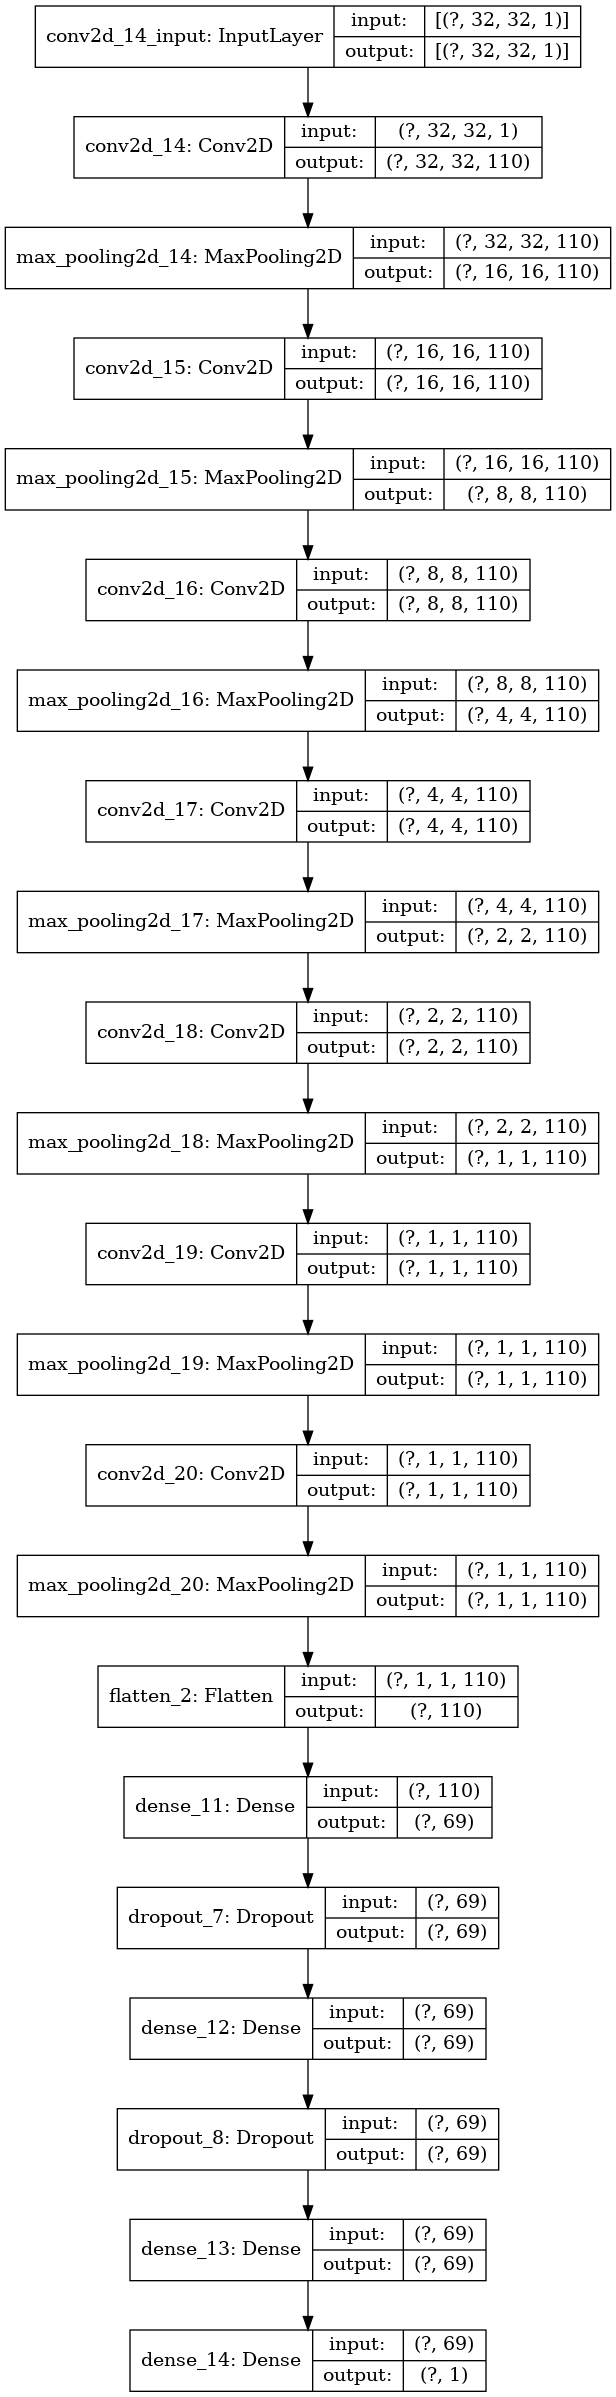 conv2d_14_input: InputLayer
input: [(?, 32, 32, 1)]
output: [(?, 32, 32, 1)]
conv2d_14: Conv2D
input: (?, 32, 32, 1)
output: (?, 32, 32, 110)
max_pooling2d_14: MaxPooling2D
input: (?, 32, 32, 110)
output: (?, 16, 16, 110)
conv2d_15: Conv2D
input: (?, 16, 16, 110)
output: (?, 16, 16, 110)
max_pooling2d_15: MaxPooling2D
input: (?, 16, 16, 110)
output: (?, 8, 8, 110)
conv2d_16: Conv2D
input: (?, 8, 8, 110)
output: (?, 8, 8, 110)
max_pooling2d_16: MaxPooling2D
input: (?, 8, 8, 110)
output: (?, 4, 4, 110)
conv2d_17: Conv2D
input: (?, 4, 4, 110)
output: (?, 4, 4, 110)
max_pooling2d_17: MaxPooling2D
input: (?, 4, 4, 110)
output: (?, 2, 2, 110)
conv2d_18: Conv2D
input: (?, 2, 2, 110)
output: (?, 2, 2, 110)
max_pooling2d_18: MaxPooling2D
input: (?, 2, 2, 110)
output: (?, 1, 1, 110)
conv2d_19: Conv2D
input: (?, 1, 1, 110)
output: (?, 1, 1, 110)
max_pooling2d_19: MaxPooling2D
input: (?, 1, 1, 110)
output: (?, 1, 1, 110)
conv2d_20: Conv2D
input: (?, 1, 1, 110)
output: (?, 1, 1, 110)
max_pooling2d_20: MaxPooling2D
input: (?, 1, 1, 110)
output: (?, 1, 1, 110)
flatten_2: Flatten
input: (?, 1, 1, 110)
output: (?, 110)
dense_11: Dense
input: (?, 110)
output: (?, 69)
dropout_7: Dropout
input: (?, 69)
output: (?, 69)
dense_12: Dense
input: (?, 69)
output: (?, 69)
dropout_8: Dropout
input: (?, 69)
output: (?, 69)
dense_13: Dense
input: (?, 69)
output: (?, 69)
dense_14: Dense
input: (?, 69)
output: (?, 1)